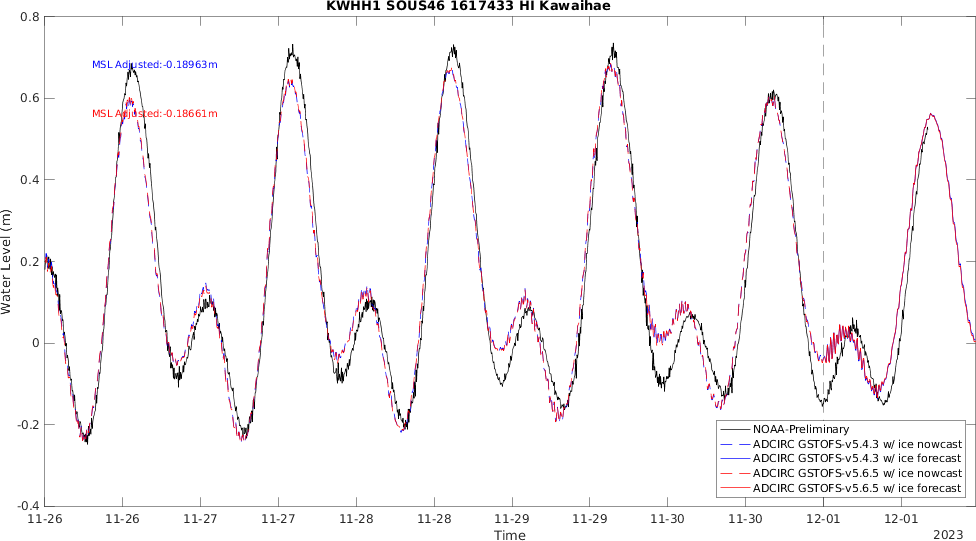 KWHH1 SOUS46 1617433 HI Kawaihae
0.8
0.6
0.4
0.2
0
-0.2
-0.4
Water Level (m)
MSL Adjusted:-0.18963m
MSL Adjusted:-0.18661m
NOAA-Preliminary
ADCIRC GSTOFS-v5.4.3 w/ ice nowcast
ADCIRC GSTOFS-v5.4.3 w/ ice forecast
ADCIRC GSTOFS-v5.6.5 w/ ice nowcast
ADCIRC GSTOFS-v5.6.5 w/ ice forecast
11-26 11-26 11-27 11-27 11-28 11-28 11-29 11-29 11-30 11-30 12-01 12-01
Time
2023